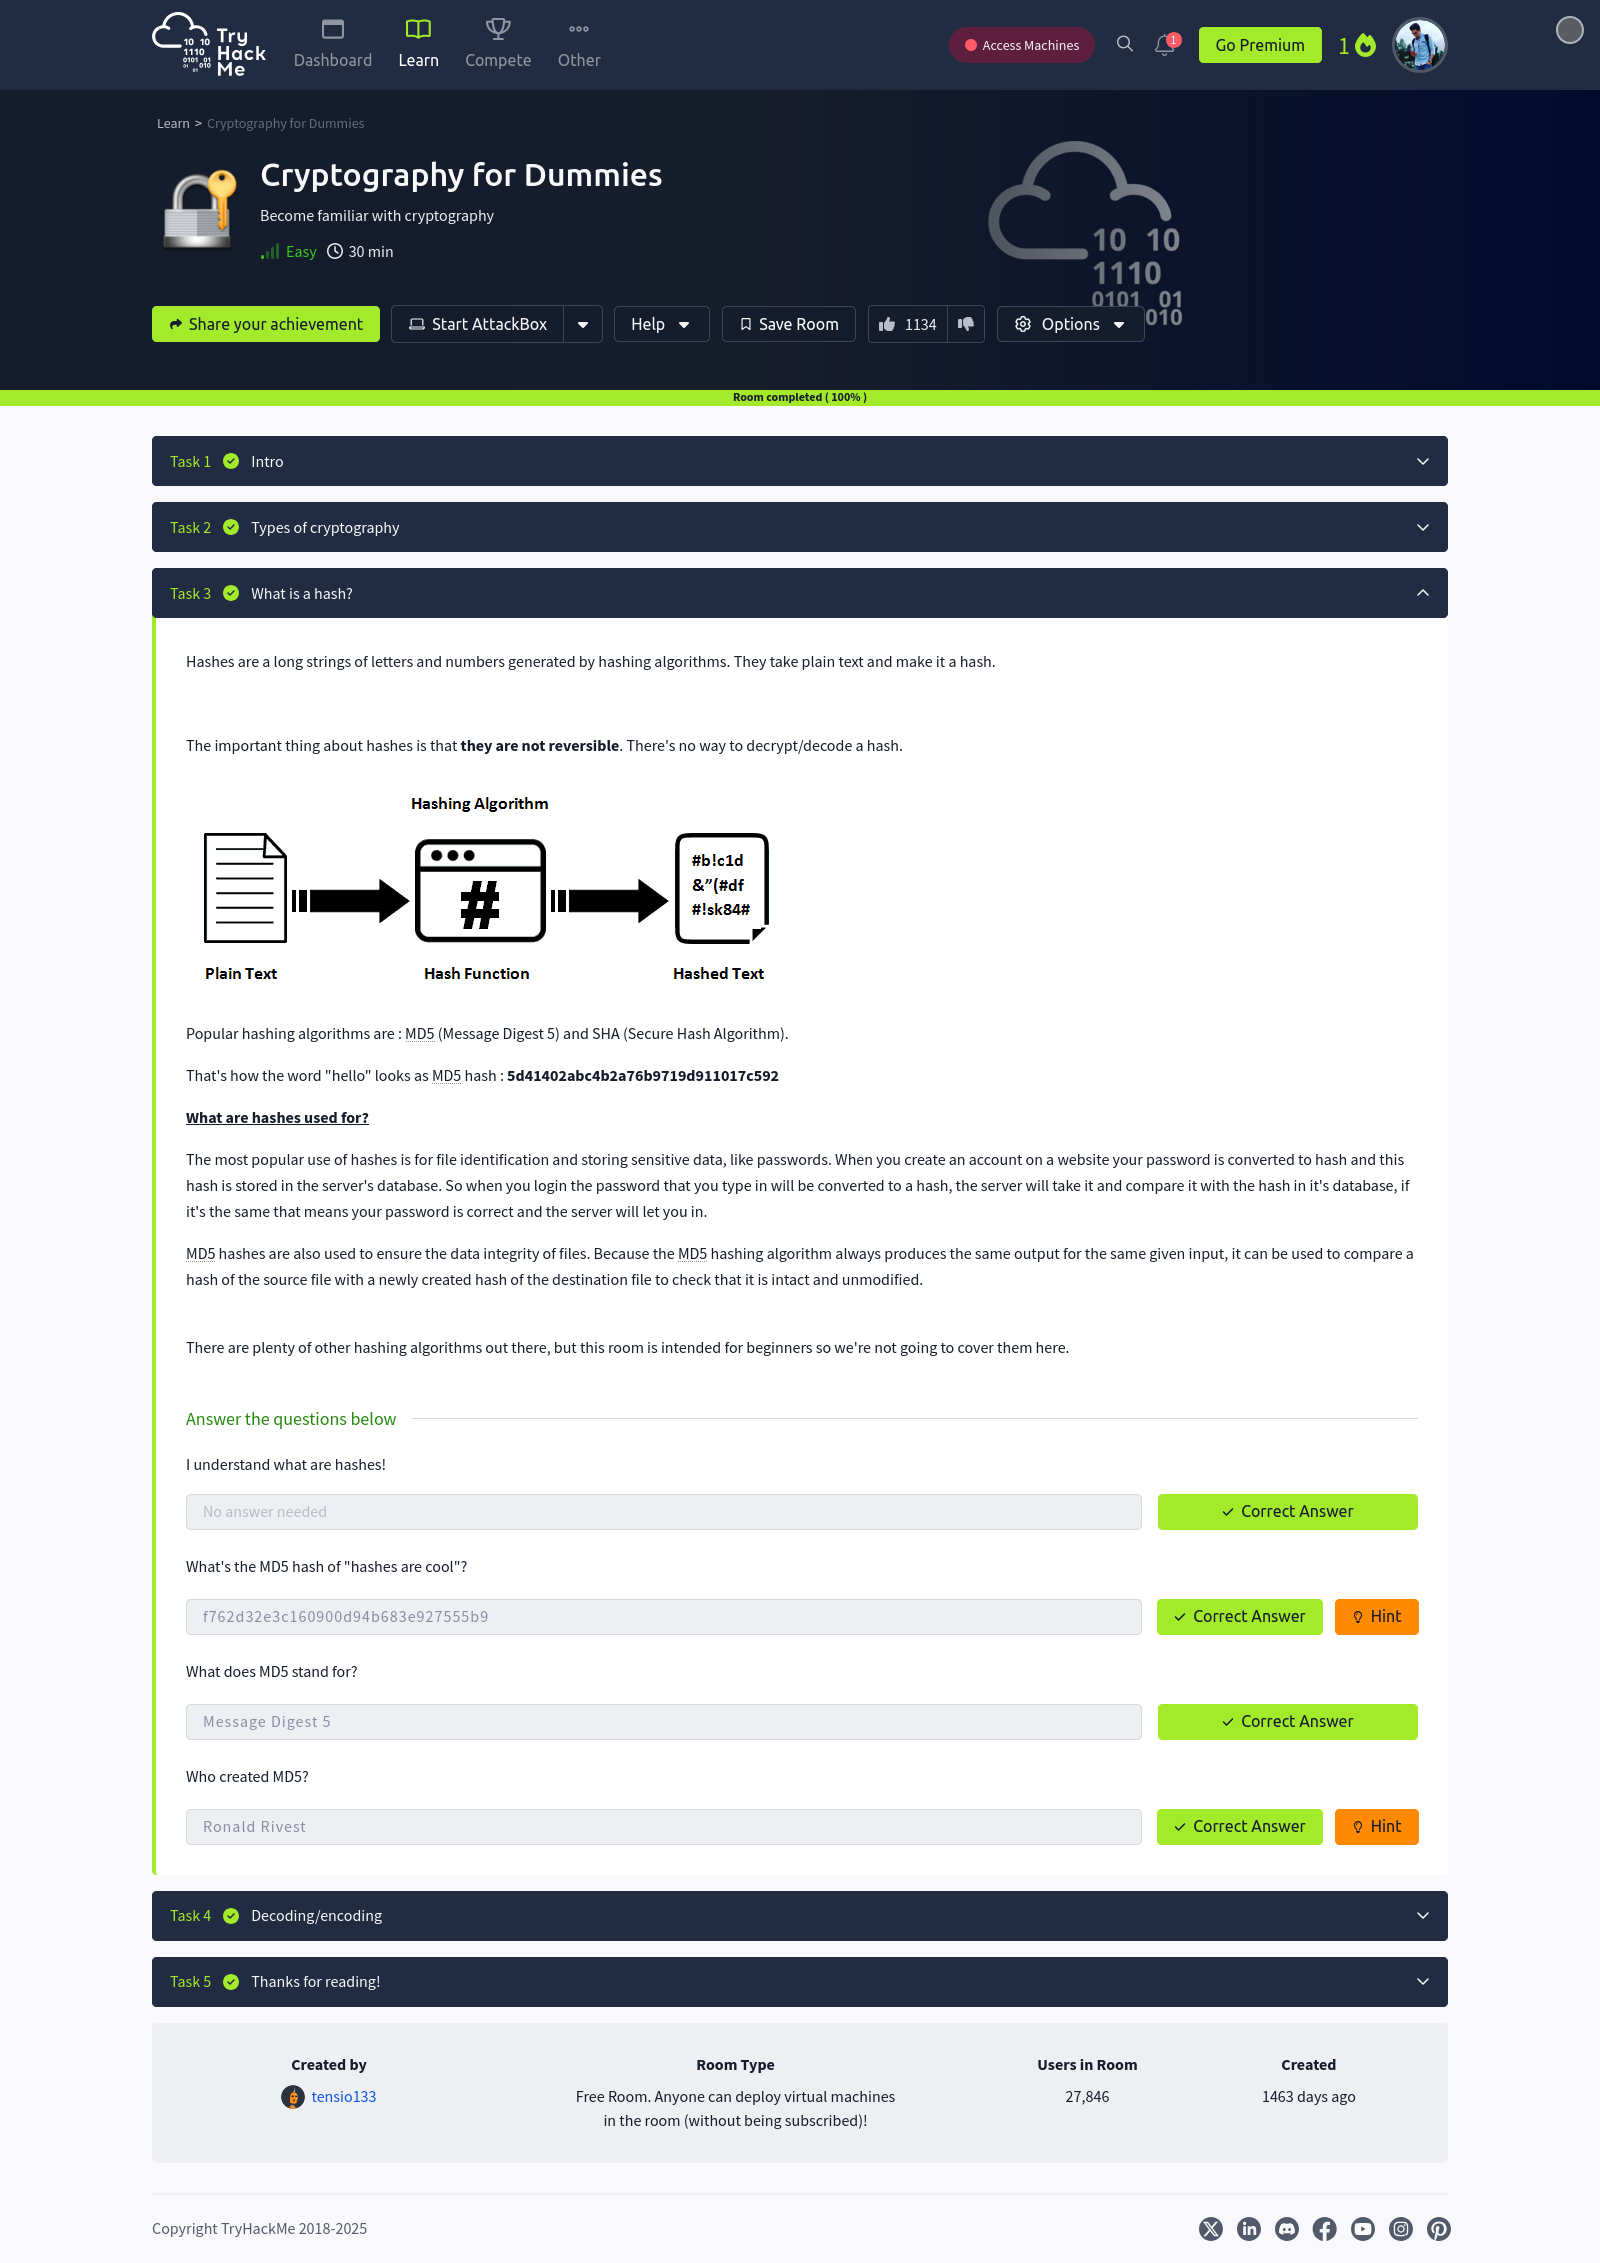 Try
Hack
Me
10 10
1110
0101 010
01
Dashboard
Learn
Compete
Other
Access Machines
1
Go Premium
1
Learn > Cryptography for Dummies
Cryptography for Dummies
Become familiar with cryptography
Easy 30 min
10 10
1110
0101 01
010
Share your achievement
Start AttackBox
Help
Save Room
1134
Options
Room completed ( 100% )
Task 1 Intro
Task 2 Types of cryptography
Task 3 What is a hash?
Hashes are a long strings of letters and numbers generated by hashing algorithms. They take plain text and make it a hash.
The important thing about hashes is that they are not reversible. There's no way to decrypt/decode a hash.
Hashing Algorithm
#b!c1d
&"(#df
#!sk84#
#
Plain Text
Hash Function
Hashed Text
Popular hashing algorithms are : MD5 (Message Digest 5) and SHA (Secure Hash Algorithm).
That's how the word "hello" looks as MD5 hash : 5d41402abc4b2a76b9719d911017c592
What are hashes used for?
The most popular use of hashes is for file identification and storing sensitive data, like passwords. When you create an account on a website your password is converted to hash and this
hash is stored in the server's database. So when you login the password that you type in will be converted to a hash, the server will take it and compare it with the hash in it's database, if
it's the same that means your password is correct and the server will let you in.
MD5 hashes are also used to ensure the data integrity of files. Because the MD5 hashing algorithm always produces the same output for the same given input, it can be used to compare a
hash of the source file with a newly created hash of the destination file to check that it is intact and unmodified.
There are plenty of other hashing algorithms out there, but this room is intended for beginners so we're not going to cover them here.
Answer the questions below
I understand what are hashes!
No answer needed
Correct Answer
What's the MD5 hash of "hashes are cool"?
f762d32e3c160900d94b683e927555b9
Correct Answer
Hint
What does MD5 stand for?
Message Digest 5
Correct Answer
Who created MD5?
Ronald Rivest
Correct Answer
Hint
Task 4 Decoding/encoding
Task 5 Thanks for reading!
Created by
tensio133
Room Type
Free Room. Anyone can deploy virtual machines
in the room (without being subscribed)!
Users in Room
27,846
Created
1463 days ago
Copyright TryHackMe 2018-2025